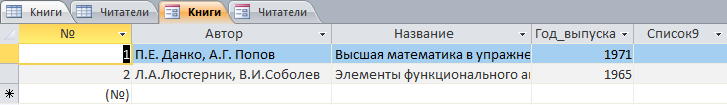 Книги Читатели Книги Читатели
№ Автор Название Год_выпуска Список9
1 П.Е. Данко, А.Г. Попов Высшая математика в упражне 1971
2 Л.А.Люстерник, В.И.Соболев Элементы функционального а 1965
(№)